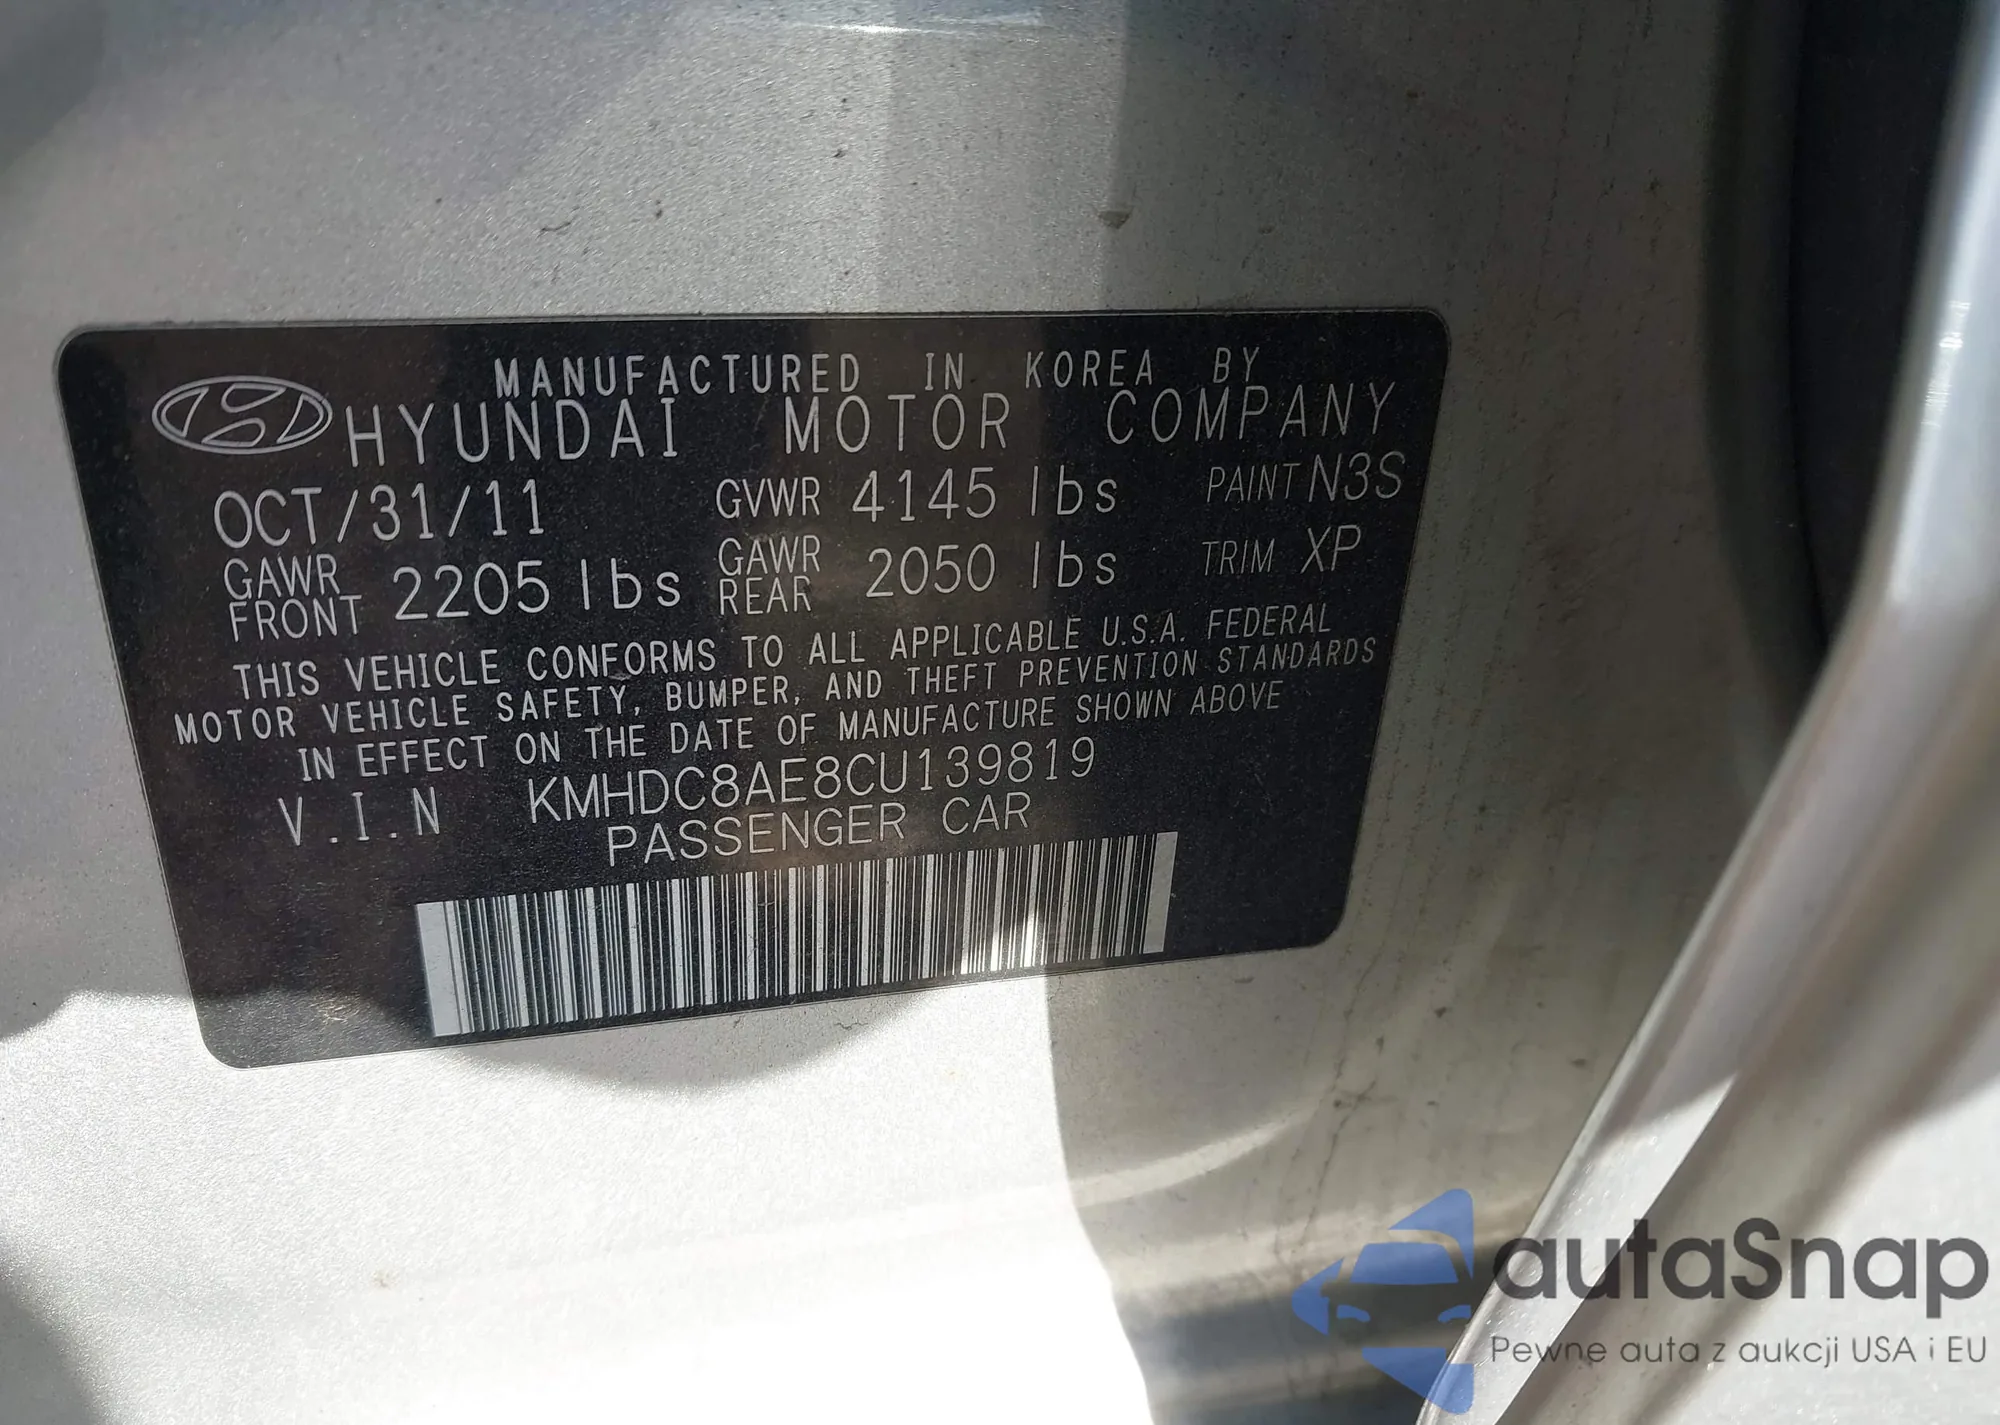 MANUFACTURED IN KOREA BY
HYUNDAI MOTOR COMPANY
OCT/31/11 GVWR 4145 lbs PAINT N3S
GAWR FRONT 2205 lbs GAWR REAR 2050 lbs TRIM XP
THIS VEHICLE CONFORMS TO ALL APPLICABLE U.S.A. FEDERAL
MOTOR VEHICLE SAFETY, BUMPER, AND THEFT PREVENTION STANDARDS
IN EFFECT ON THE DATE OF MANUFACTURE SHOWN ABOVE
V.I.N KMHDC8AE8CU139819
PASSENGER CAR
autaSnap
Pewne auta z aukcji USA i EU